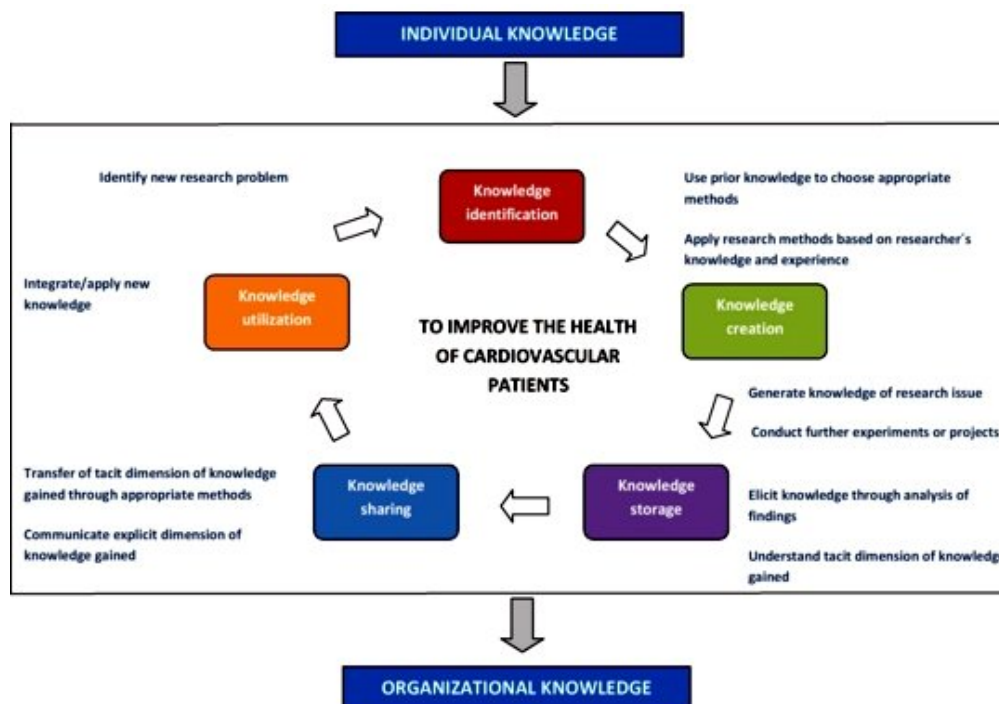 INDIVIDUAL KNOWLEDGE
Identify new research problem
Knowledge
identification
Use prior knowledge to choose appropriate
methods
Apply research methods based on researcher´s
knowledge and experience
Integrate/apply new
knowledge
Knowledge
utilization
Knowledge
creation
TO IMPROVE THE HEALTH
OF CARDIOVASCULAR
PATIENTS
Generate knowledge of research issue
Conduct further experiments or projects
Transfer of tacit dimension of knowledge
gained through appropriate methods
Communicate explicit dimension of
knowledge gained
Knowledge
sharing
Knowledge
storage
Elicit knowledge through analysis of
findings
Understand tacit dimension of knowledge
gained
ORGANIZATIONAL KNOWLEDGE